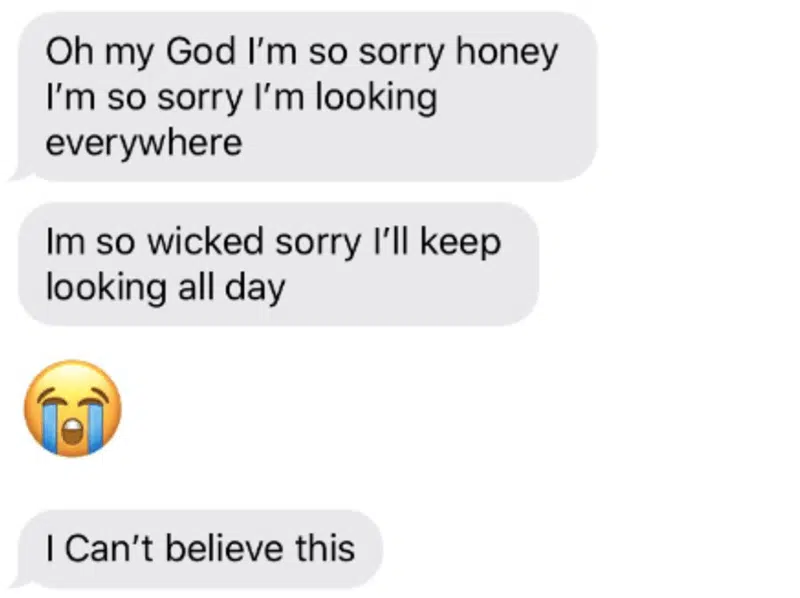 Oh my God I'm so sorry honey
I'm so sorry I'm looking
everywhere
Im so wicked sorry I'll keep
looking all day
😭
I Can't believe this